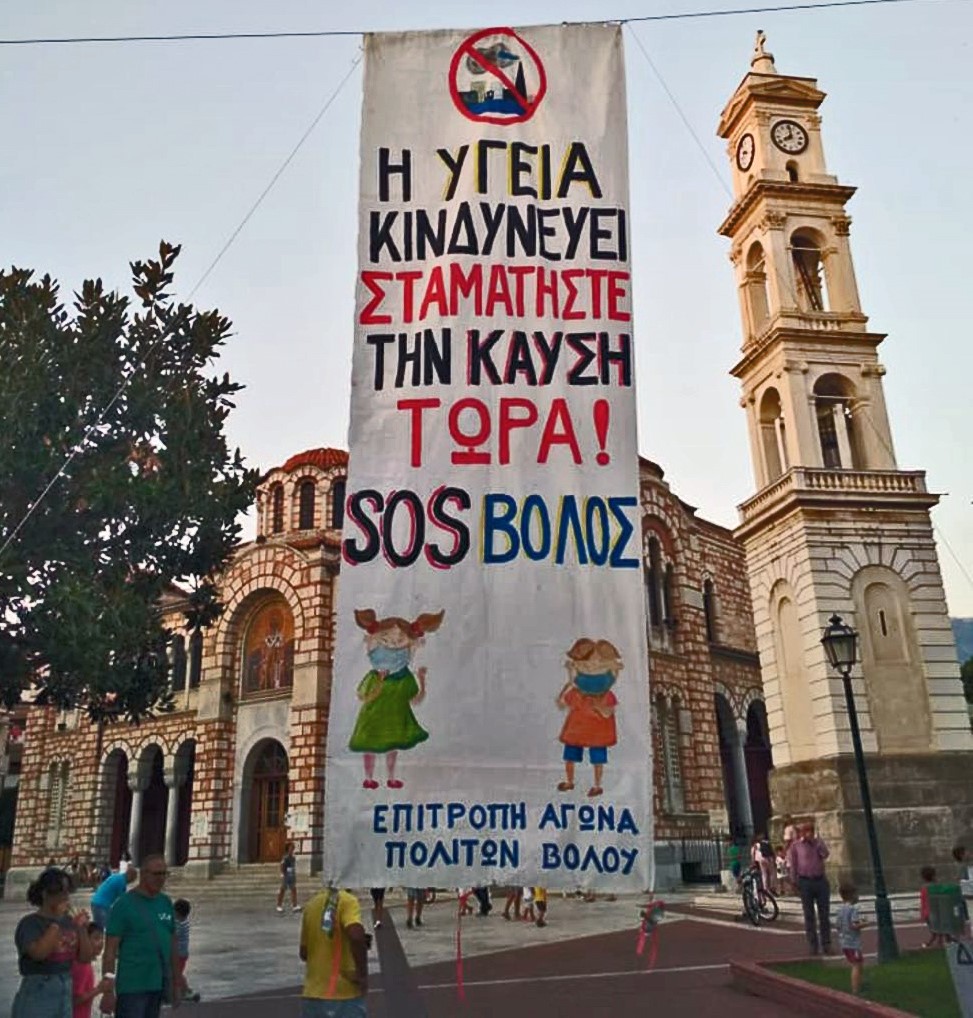 Η ΥΓΕΙΑ
ΚΙΝΔΥΝΕΥΕΙ
ΣΤΑΜΑΤΗΣΤΕ
ΤΗΝ ΚΑΥΣΗ
ΤΩΡΑ!
SOS ΒΟΛΟΣ
ΕΠΙΤΡΟΠΗ ΑΓΩΝΑ
ΠΟΛΙΤΩΝ ΒΟΛΟΥ